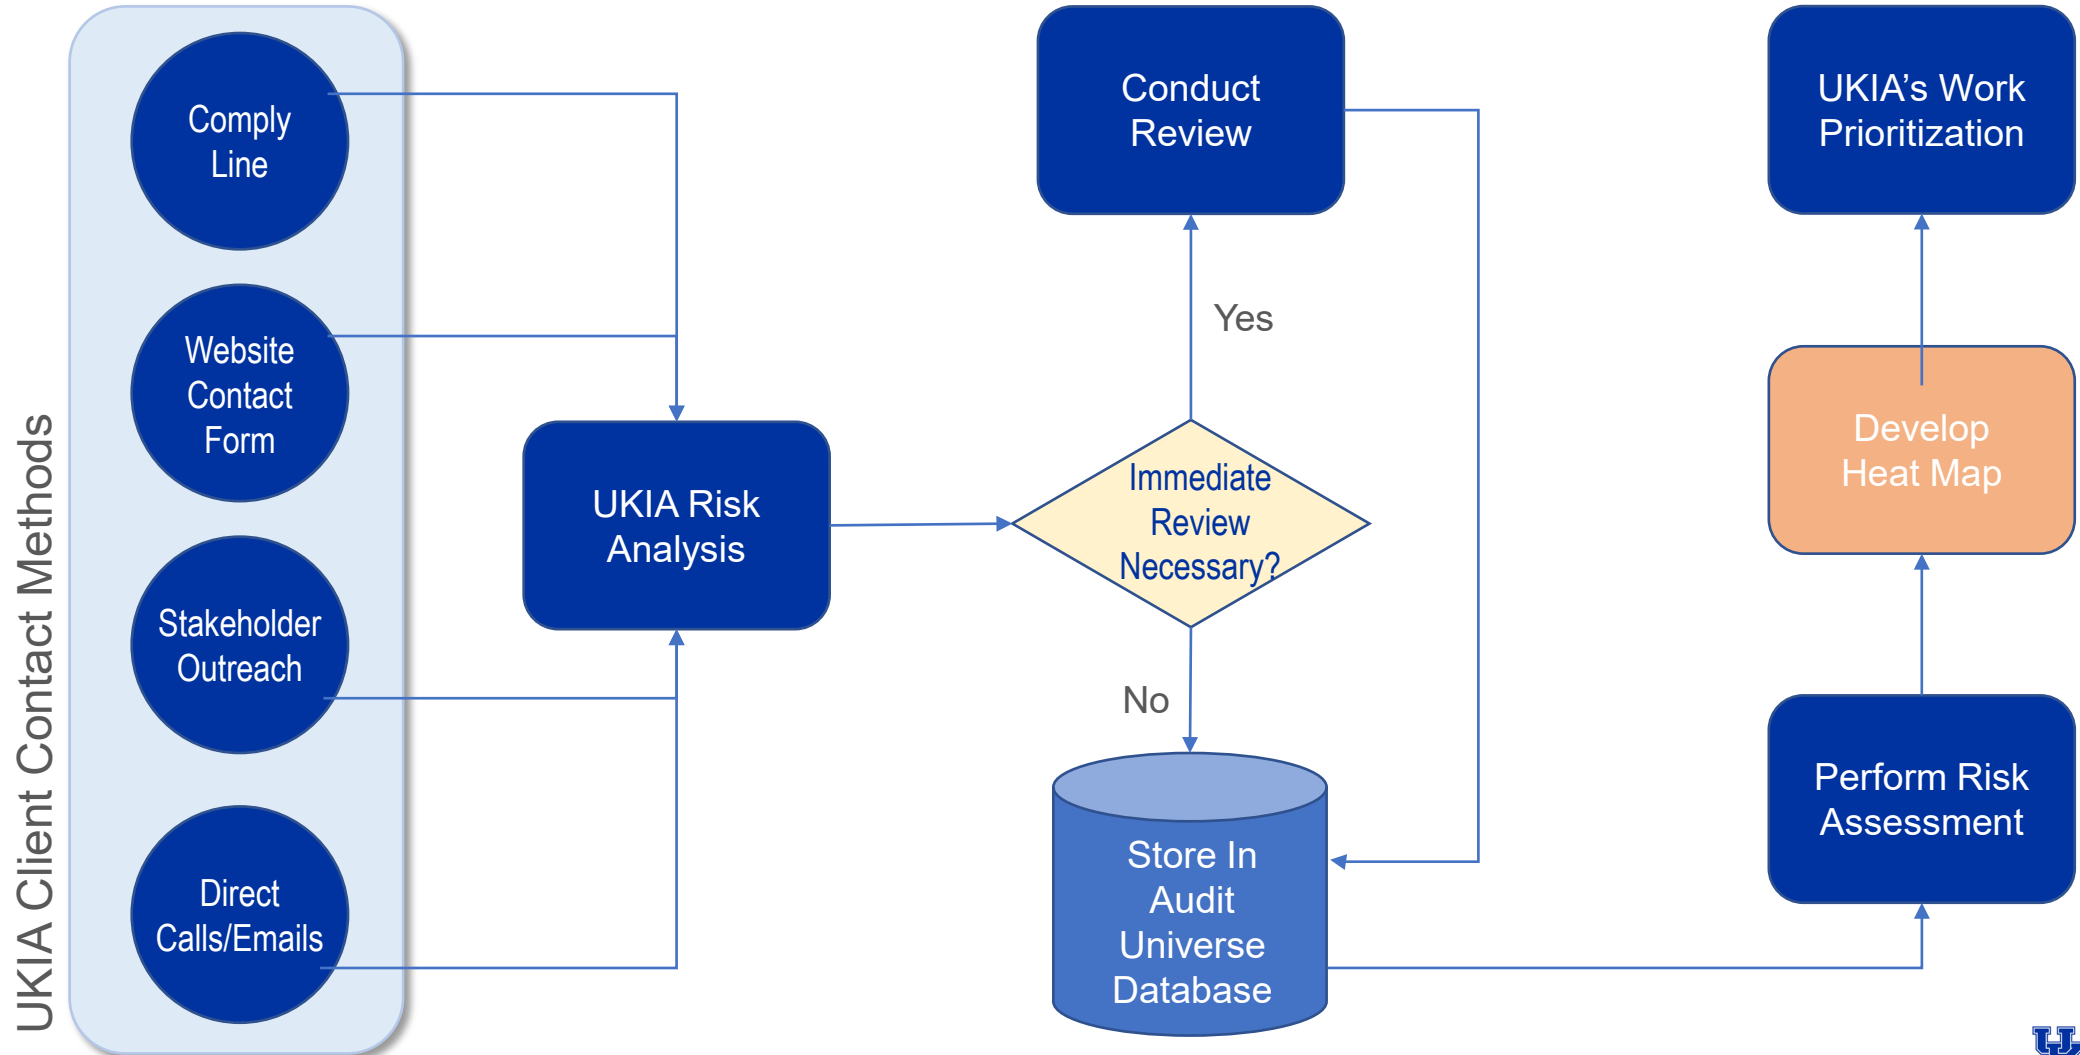 UKIA Client Contact Methods
Comply
Line
Website
Contact
Form
Stakeholder
Outreach
Direct
Calls/Emails
UKIA Risk
Analysis
Conduct
Review
Yes
Immediate
Review
Necessary?
No
Store In
Audit
Universe
Database
UKIA’s Work
Prioritization
Develop
Heat Map
Perform Risk
Assessment
UK